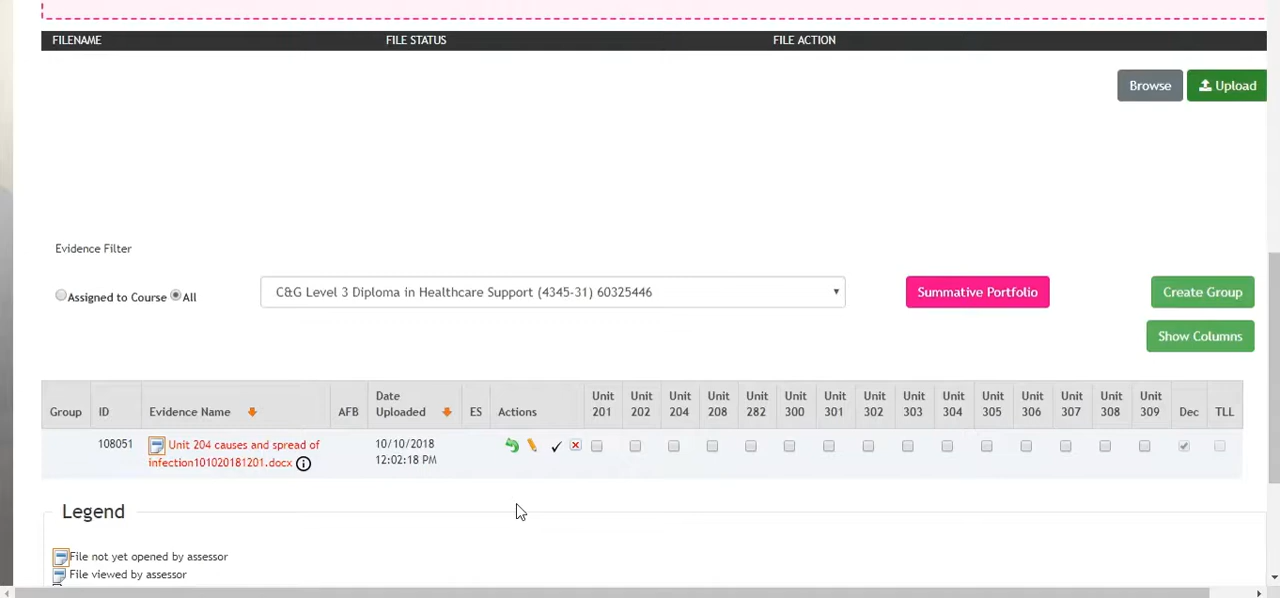 FILENAME FILE STATUS FILE ACTION
Browse Upload
Evidence Filter
Assigned to Course All C&G Level 3 Diploma in Healthcare Support (4345-31) 60325446 Summative Portfolio Create Group
Show Columns
Group ID Evidence Name AFB Date Uploaded ES Actions Unit 201 Unit 202 Unit 204 Unit 208 Unit 282 Unit 300 Unit 301 Unit 302 Unit 303 Unit 304 Unit 305 Unit 306 Unit 307 Unit 308 Unit 309 Dec TLL
108051 Unit 204 causes and spread of 10/10/2018
infection101020181201.docx 12:02:18 PM
Legend
File not yet opened by assessor
File viewed by assessor